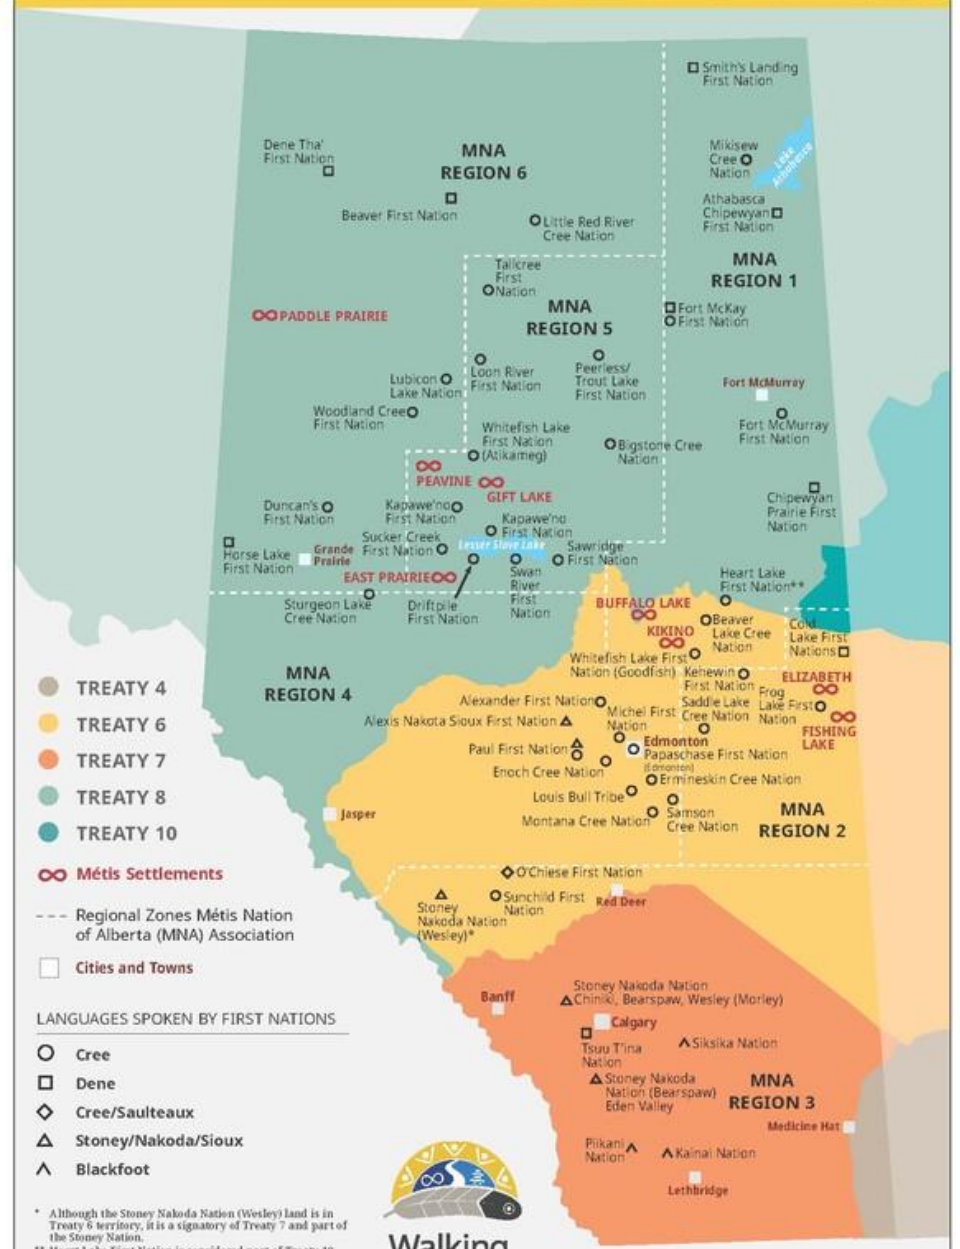 Smith's Landing
First Nation
Dene Tha'
First Nation
MNA
REGION 6
Mikisew
Cree
Nation
Lake
Athabasca
Beaver First Nation
Little Red River
Cree Nation
Athabasca
Chipewyan
First Nation
MNA
REGION 1
Tallcree
First
Nation
MNA
REGION 5
PADDLE PRAIRIE
Fort McKay
First Nation
Lubicon
Lake Nation
Loon River
First Nation
Peerless/
Trout Lake
First Nation
Fort McMurray
Woodland Cree
First Nation
Fort McMurray
First Nation
Whitefish Lake
First Nation
(Atikameg)
Bigstone Cree
Nation
PEAVINE
GIFT LAKE
Chipewyan
Prairie First
Nation
Duncan's
First Nation
Kapawe'no
First Nation
Kapawe'no
First Nation
Sucker Creek
First Nation
Lesser Slave Lake
Sawridge
First Nation
Horse Lake
First Nation
Grande
Prairie
EAST PRAIRIE
Swan
River
First
Nation
Heart Lake
First Nation**
Sturgeon Lake
Cree Nation
Driftpile
First Nation
BUFFALO LAKE
Beaver
Lake Cree
Nation
Cold
Lake First
Nations
KIKINO
Whitefish Lake First
Nation (Goodfish)
Kehewin
First Nation
ELIZABETH
MNA
REGION 4
Frog
Lake First
Nation
Saddle Lake
Cree Nation
FISHING
LAKE
Alexander First Nation
Michel First
Nation
Alexis Nakota Sioux First Nation
Paul First Nation
Edmonton
Papaschase First Nation
(Edmonton)
Enoch Cree Nation
Ermineskin Cree Nation
Louis Bull Tribe
Montana Cree Nation
Samson
Cree Nation
MNA
REGION 2
Jasper
O'Chiese First Nation
Sunchild First
Nation
Red Deer
Stoney
Nakoda Nation
(Wesley)*
Banff
Stoney Nakoda Nation
Chiniki, Bearspaw, Wesley (Morley)
Calgary
Tsuu T'ina
Nation
Siksika Nation
Stoney Nakoda
Nation (Bearspaw)
Eden Valley
MNA
REGION 3
Medicine Hat
Piikani
Nation
Kainai Nation
Lethbridge
TREATY 4
TREATY 6
TREATY 7
TREATY 8
TREATY 10
Métis Settlements
Regional Zones Métis Nation
of Alberta (MNA) Association
Cities and Towns
LANGUAGES SPOKEN BY FIRST NATIONS
Cree
Dene
Cree/Saulteaux
Stoney/Nakoda/Sioux
Blackfoot
* Although the Stoney Nakoda Nation (Wesley) land is in
Treaty 6 territory, it is a signatory of Treaty 7 and part of
the Stoney Nation.
** Heart Lake First Nation is considered part of Treaty 10
Walking